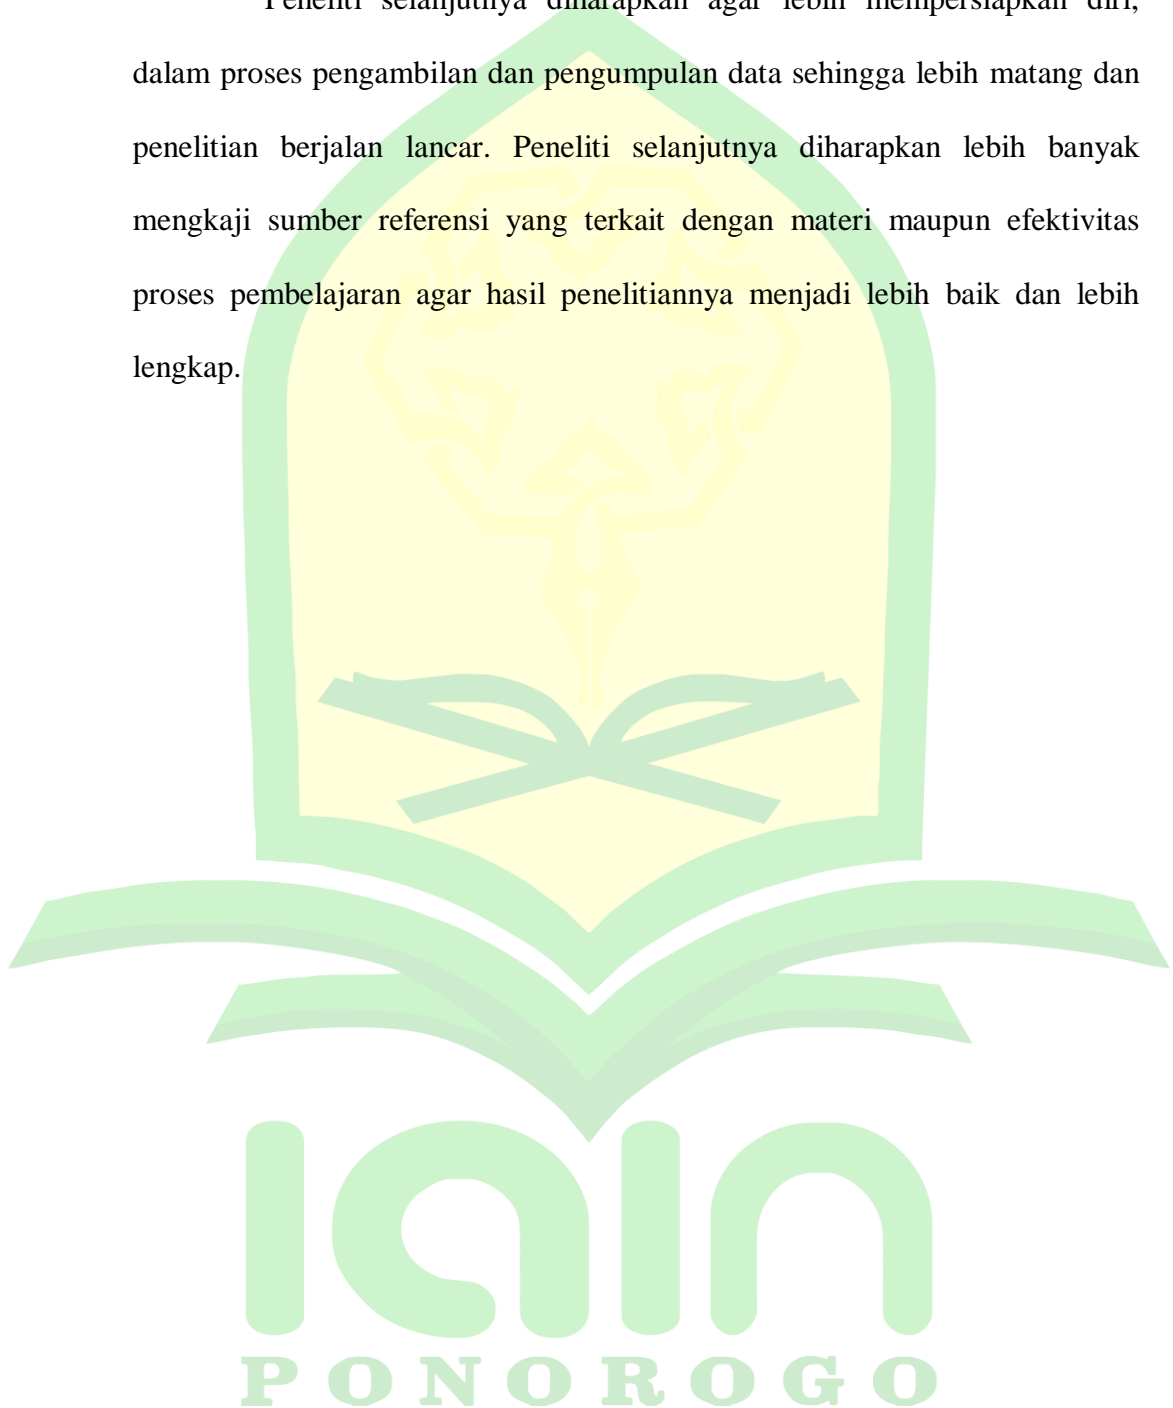 Peneliti selanjutnya diharapkan agar lebih mempersiapkan diri,
dalam proses pengambilan dan pengumpulan data sehingga lebih matang dan
penelitian berjalan lancar. Peneliti selanjutnya diharapkan lebih banyak
mengkaji sumber referensi yang terkait dengan materi maupun efektivitas
proses pembelajaran agar hasil penelitiannya menjadi lebih baik dan lebih
lengkap.
iain
PONOROGO